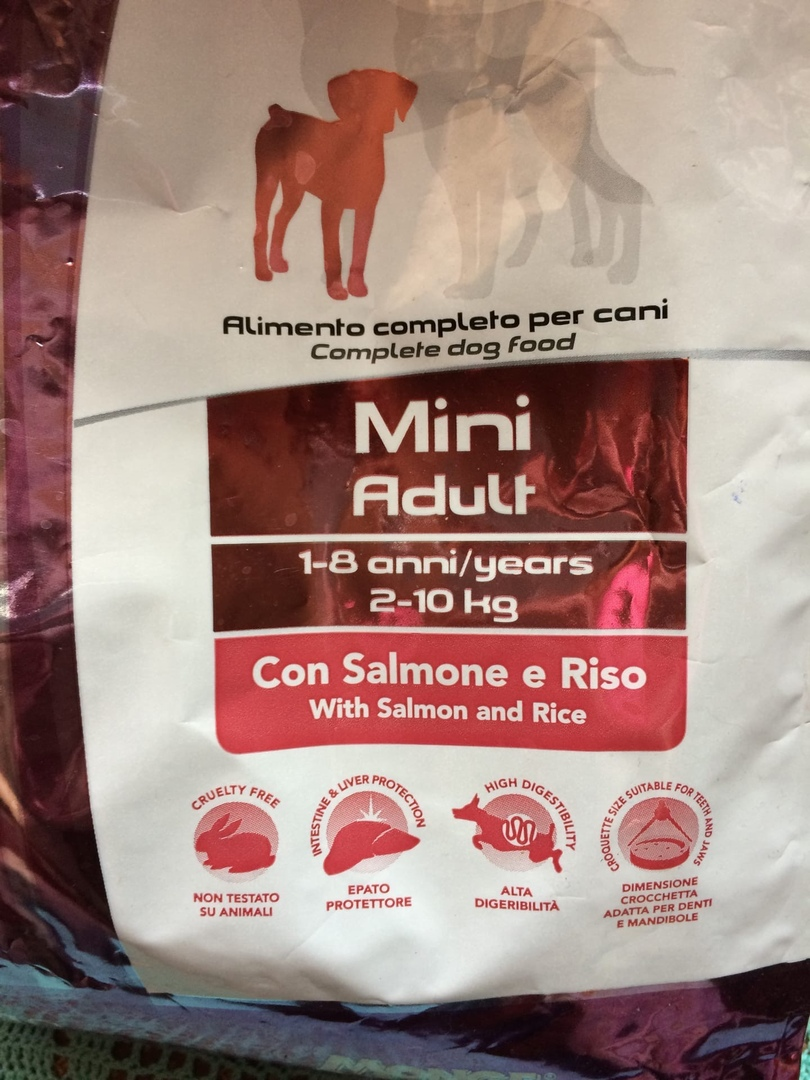 Alimento completo per cani
Complete dog food
Mini
Adult
1-8 anni/years
2-10 kg
Con Salmone e Riso
With Salmon and Rice
CRUELTY FREE
NON TESTATO
SU ANIMALI
INTESTINE & LIVER PROTECTION
EPATO
PROTETTORE
HIGH DIGESTIBILITY
ALTA
DIGERIBILITÀ
CROQUETTE SIZE SUITABLE FOR TEETH AND JAWS
DIMENSIONE
CROCCHETTA
ADATTA PER DENTI
E MANDIBOLE